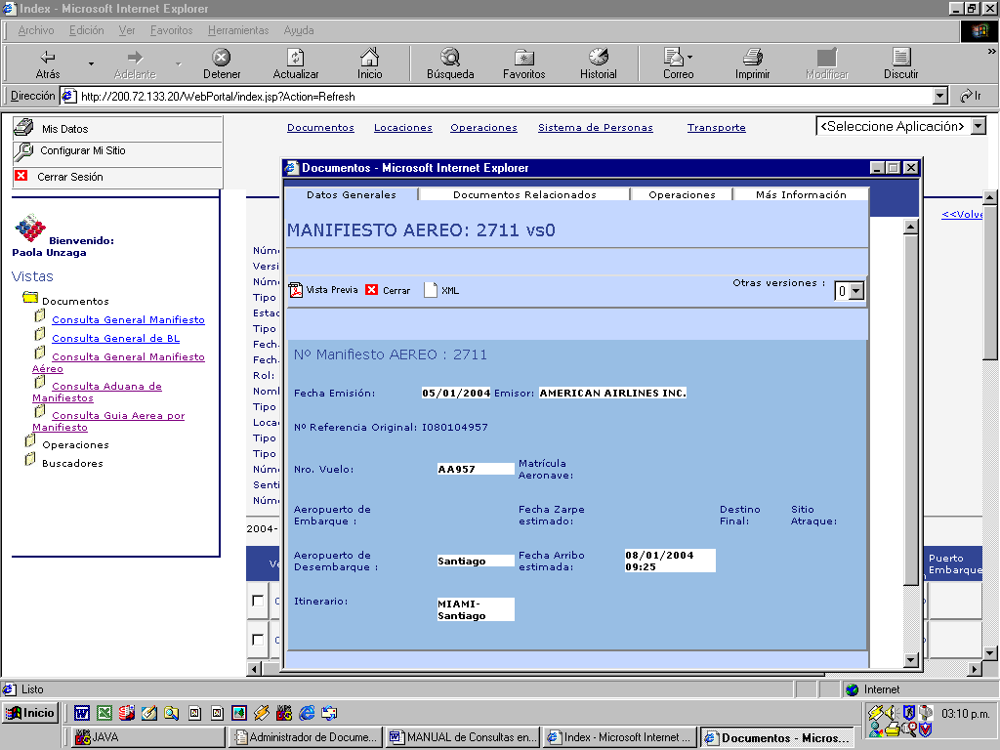 Index - Microsoft Internet Explorer
Archivo Edición Ver Favoritos Herramientas Ayuda
Atrás Adelante Detener Actualizar Inicio Búsqueda Favoritos Historial Correo Imprimir Modificar Discutir
Dirección http://200.72.133.20/WebPortal/index.jsp?Action=Refresh Ir
Mis Datos
Configurar Mi Sitio
Cerrar Sesión
Documentos Locaciones Operaciones Sistema de Personas Transporte <Seleccione Aplicación>
Bienvenido:
Paola Unzaga
Vistas
Documentos
Consulta General Manifiesto
Consulta General de BL
Consulta General Manifiesto
Aéreo
Consulta Aduana de
Manifiestos
Consulta Guia Aerea por
Manifiesto
Operaciones
Buscadores
<<Volve
Núme
Versi
Núme
Tipo
Estad
Tipo
Fech
Fech
Rol:
Noml
Tipo
Loca
Tipo
Tipo
Núme
Senti
Núme
2004-
Puerto
Embarque
Documentos - Microsoft Internet Explorer
Datos Generales Documentos Relacionados Operaciones Más Información
MANIFIESTO AEREO: 2711 vs0
Vista Previa Cerrar XML Otras versiones : 0
Nº Manifiesto AEREO : 2711
Fecha Emisión: 05/01/2004 Emisor: AMERICAN AIRLINES INC.
Nº Referencia Original: I080104957
Nro. Vuelo: AA957 Matrícula
Aeronave:
Aeropuerto de
Embarque : Fecha Zarpe
estimado: Destino
Final: Sitio
Atraque:
Aeropuerto de
Desembarque : Santiago Fecha Arribo
estimada: 08/01/2004
09:25
Itinerario: MIAMI-
Santiago
Listo Internet
Inicio 03:10 p.m.
JAVA Administrador de Docume... MANUAL de Consultas en... Index - Microsoft Internet ... Documentos - Micros...